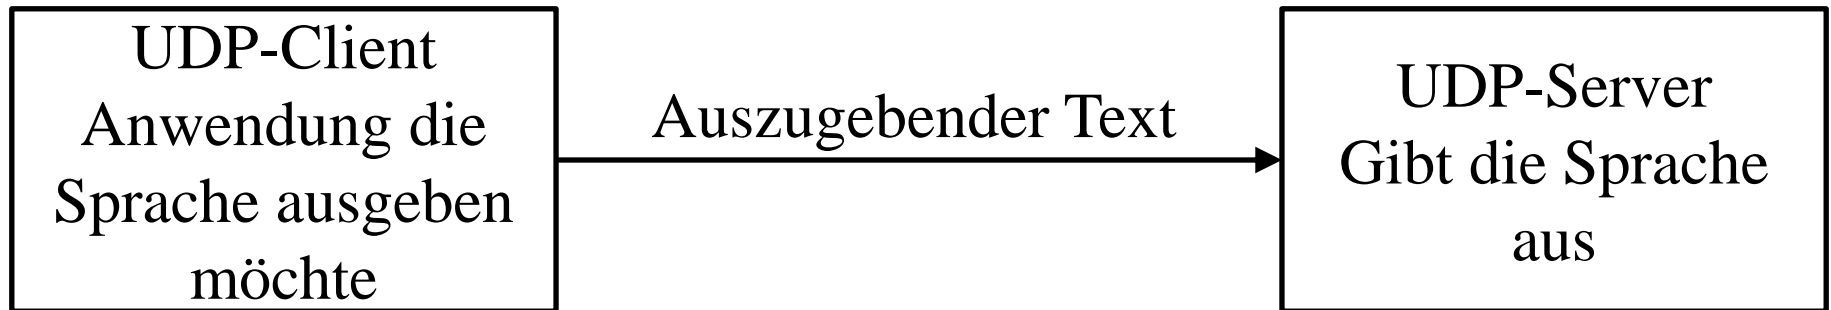 UDP-Client
Anwendung die
Sprache ausgeben
möchte
Auszugebender Text
UDP-Server
Gibt die Sprache
aus